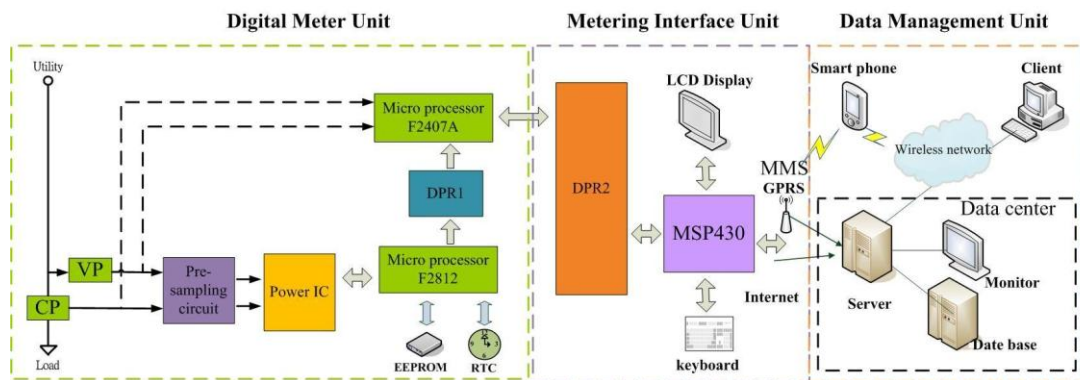 Digital Meter Unit
Metering Interface Unit
Data Management Unit
Utility
Micro processor
F2407A
DPR1
Micro processor
F2812
VP
CP
Pre-
sampling
circuit
Power IC
Load
EEPROM
RTC
DPR2
LCD Display
MSP430
MMS
GPRS
Internet
keyboard
Smart phone
Client
Wireless network
Data center
Server
Monitor
Date base